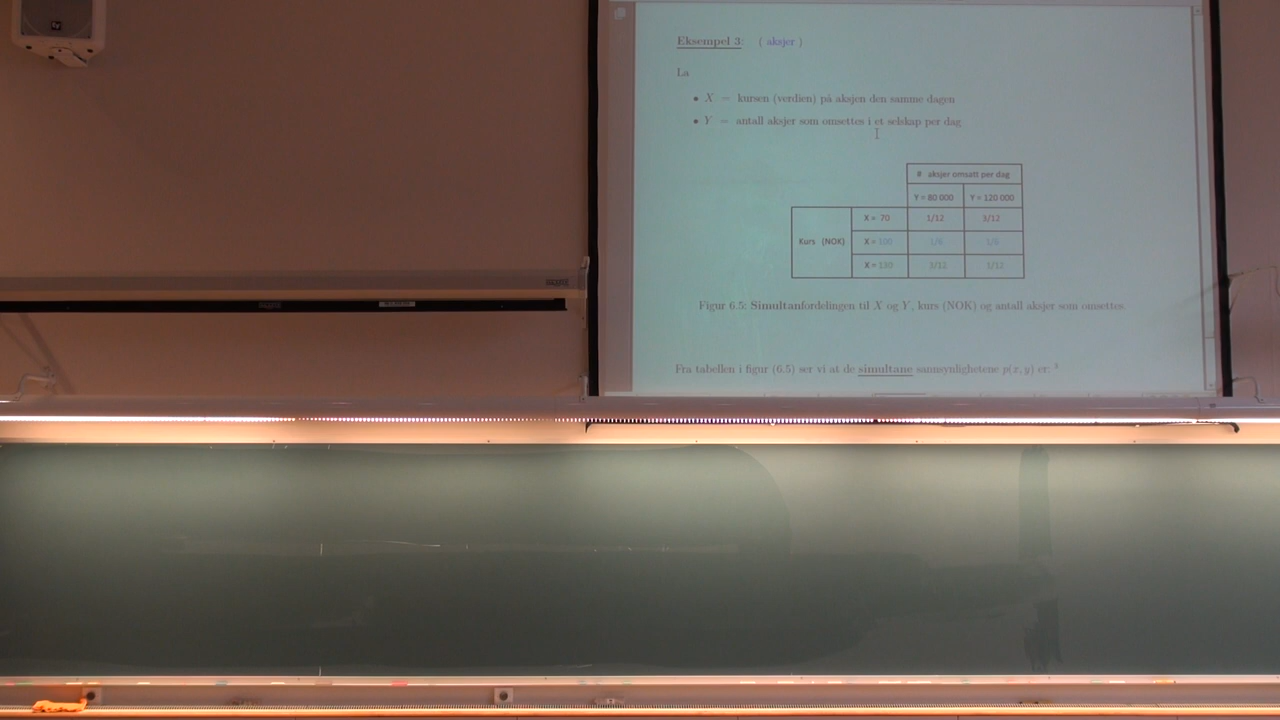 Eksempel 3: ( aksjer )
La
• X = kursen (verdien) på aksjen den samme dagen
• Y = antall aksjer som omsettes i et selskap per dag
# aksjer omsatt per dag
Y = 80 000 Y = 120 000
X = 70 1/12 3/12
Kurs (NOK) X = 100 1/6 1/6
X = 130 3/12 1/12
Figur 6.5: Simultanfordelingen til X og Y, kurs (NOK) og antall aksjer som omsettes.
Fra tabellen i figur (6.5) ser vi at de simultane sannsynlighetene p(x, y) er: 3